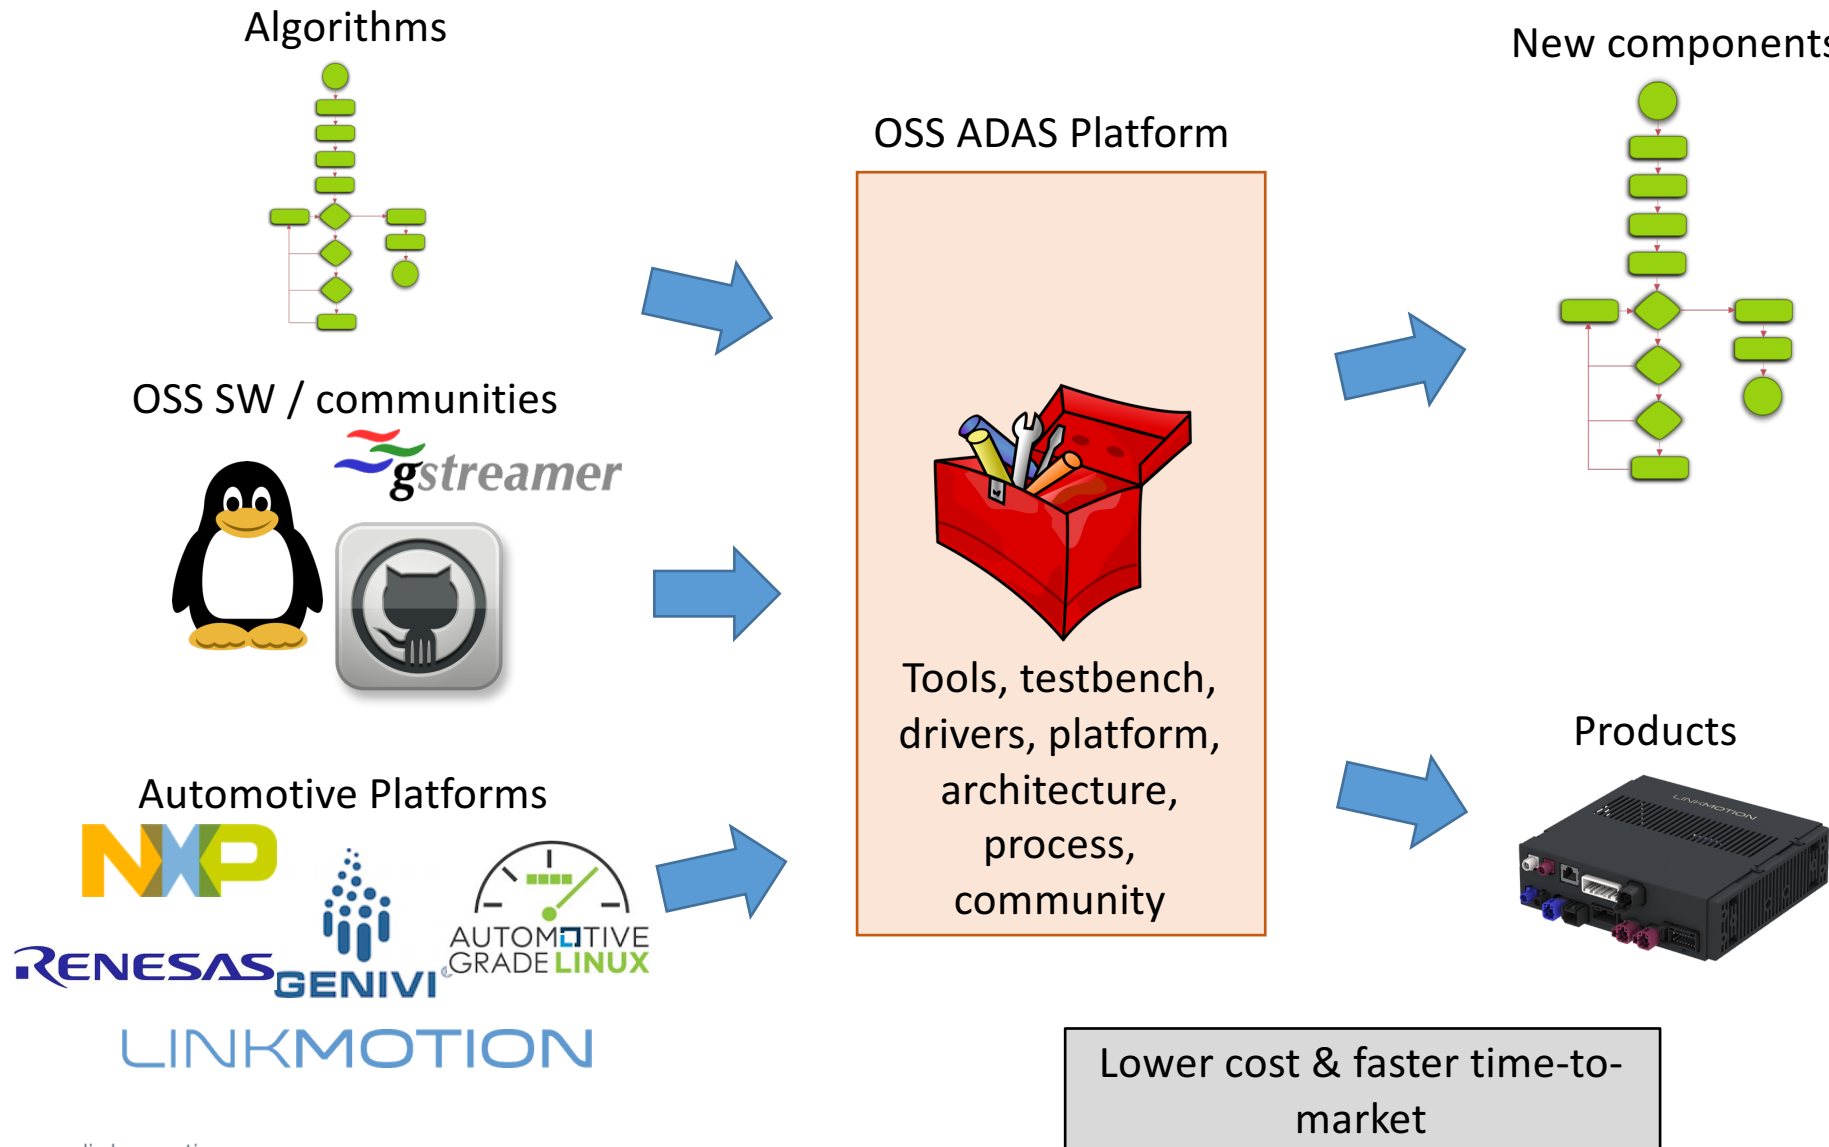 Algorithms
New components
OSS ADAS Platform
OSS SW / communities
gstreamer
Tools, testbench,
drivers, platform,
architecture,
process,
community
Products
LINKMOTION
Automotive Platforms
NXP
RENESAS
GENIVI
AUTOMOTIVE
GRADE LINUX
LINKMOTION
Lower cost & faster time-to-
market